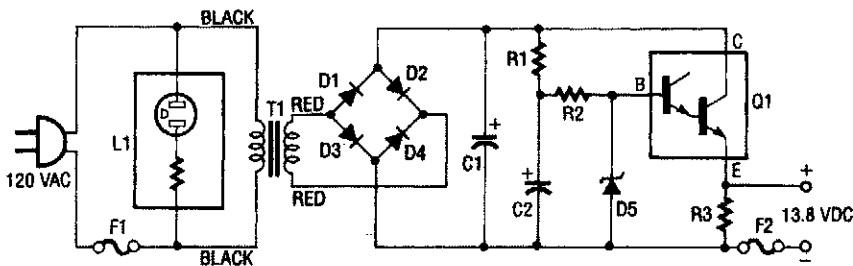 BLACK
C
R1
D1
D2
B
T1
RED
Q1
R2
L1
D3
D4
C1
120 VAC
C2
E
+
D5
R3
13.8 VDC
RED
F1
F2
BLACK
−
+
+